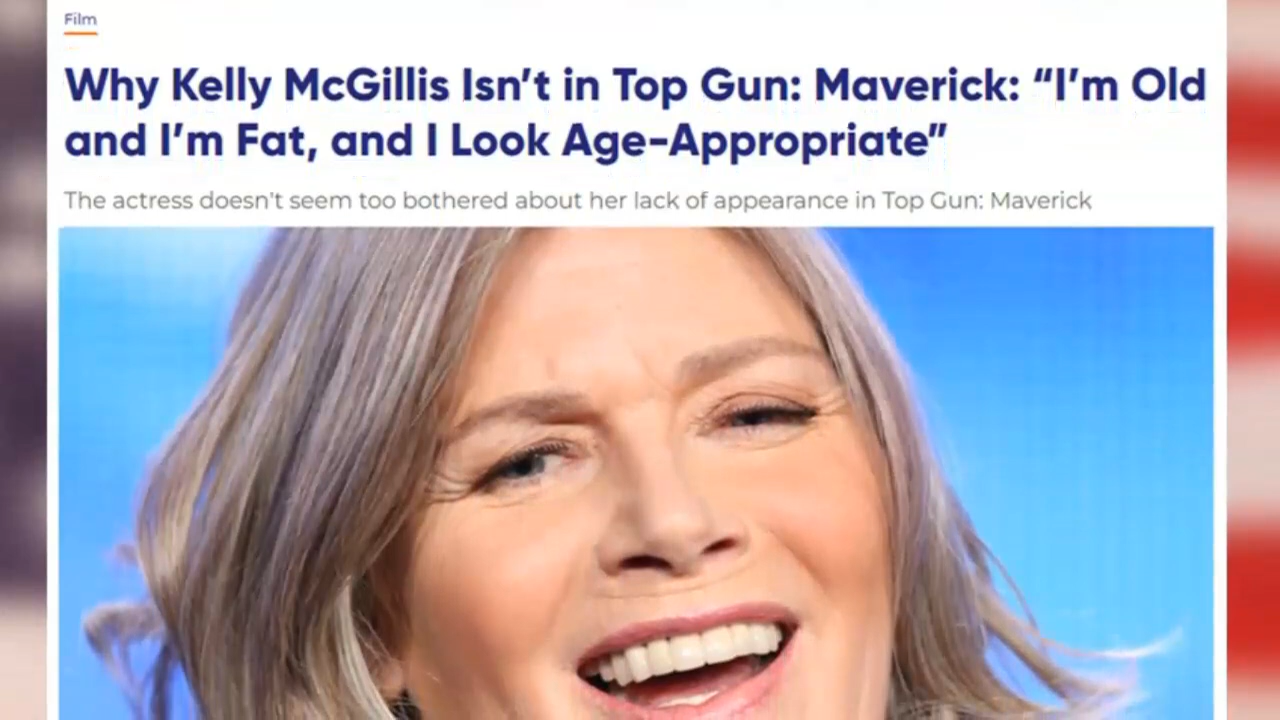 Film
Why Kelly McGillis Isn’t in Top Gun: Maverick: “I’m Old
and I’m Fat, and I Look Age-Appropriate”
The actress doesn't seem too bothered about her lack of appearance in Top Gun: Maverick